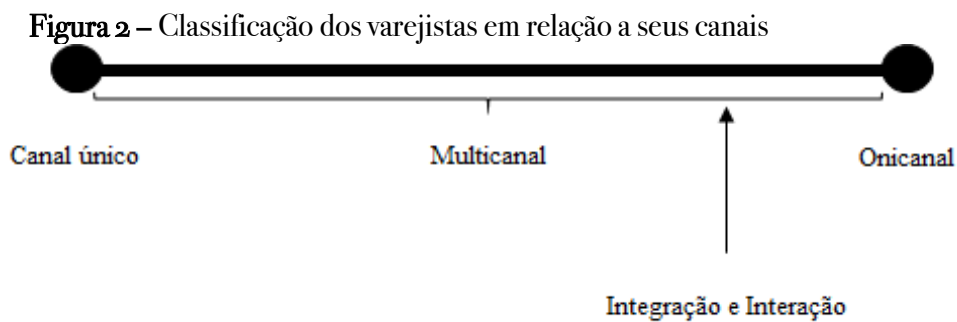 Figura 2 – Classificação dos varejistas em relação a seus canais
Canal único
Multicanal
Onicanal
Integração e Interação